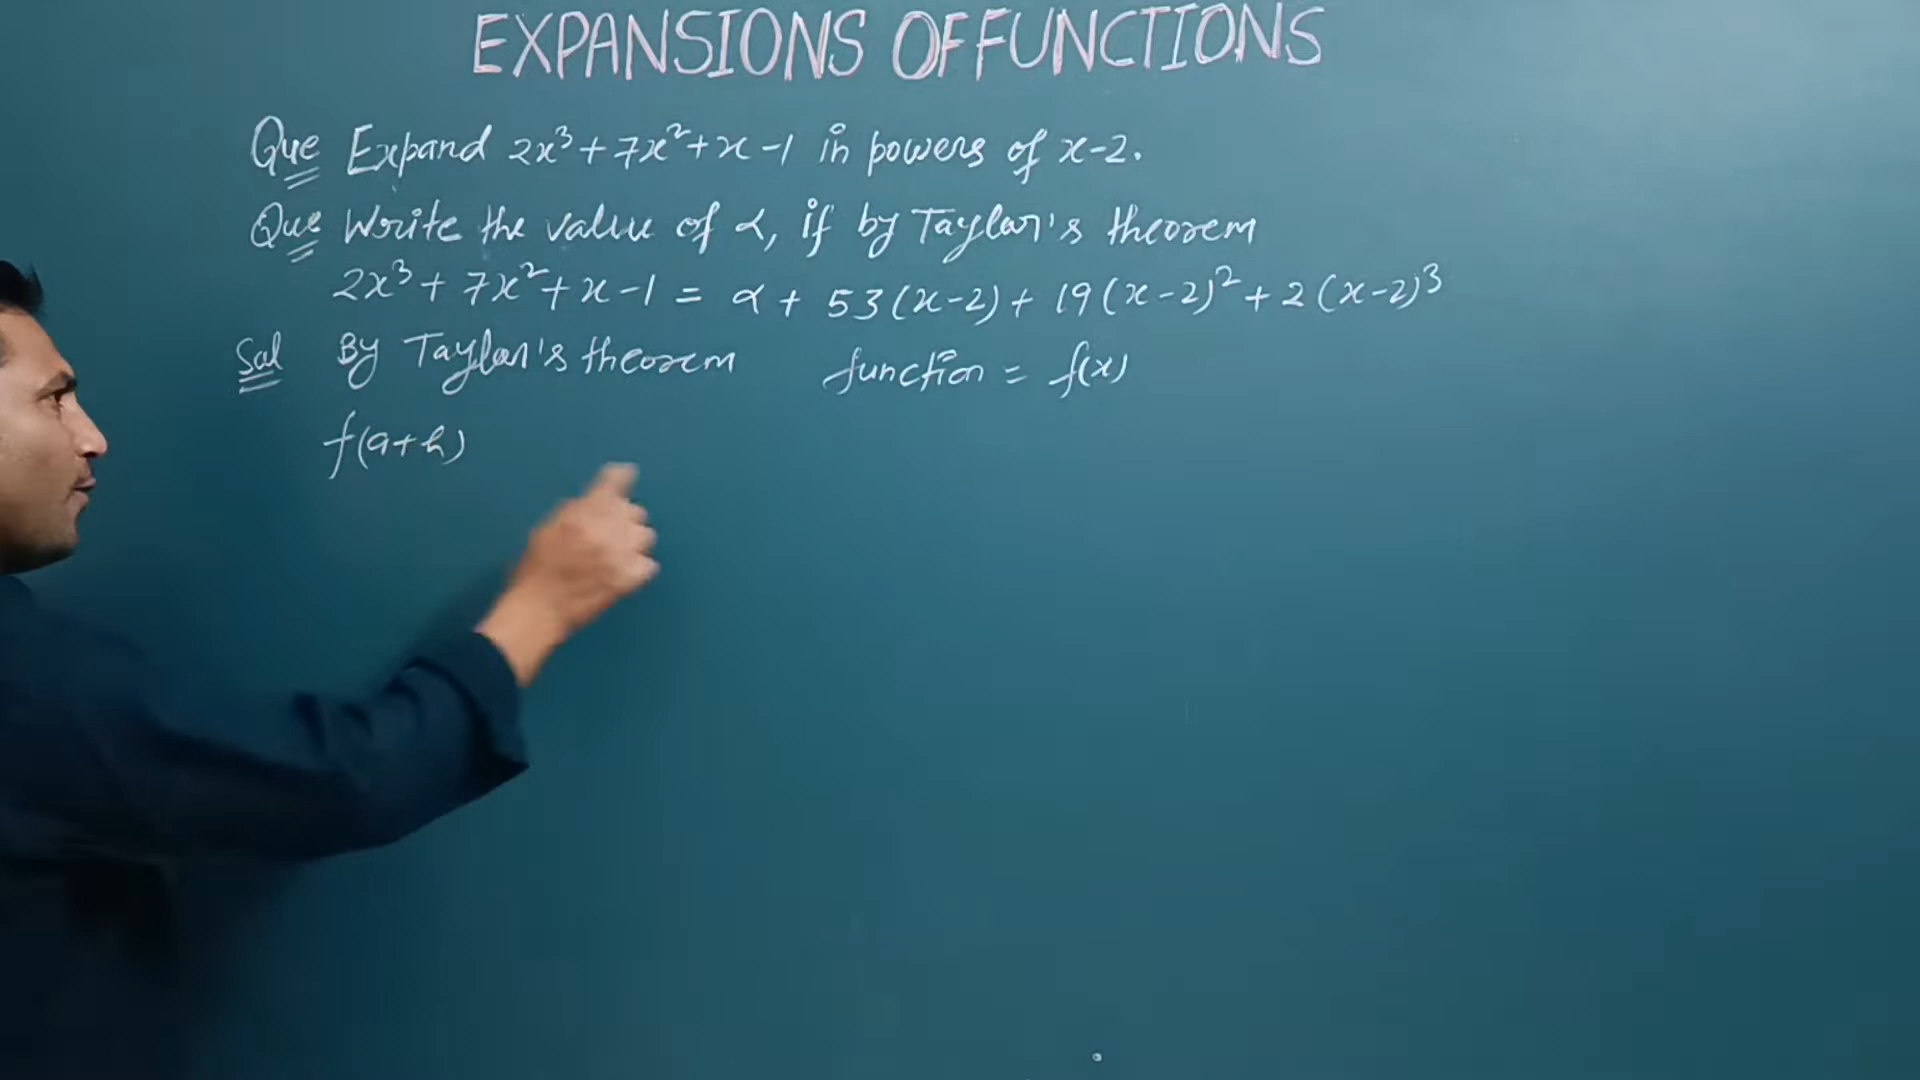 EXPANSIONS OF FUNCTIONS
Que Expand 2x³+7x²+x-1 in powers of x-2.
Que Write the value of α, if by Taylor's theorem
2x³+7x²+x-1 = α + 53(x-2)+19(x-2)²+2(x-2)³
Sol By Taylor's theorem function = f(x)
f(a+h)